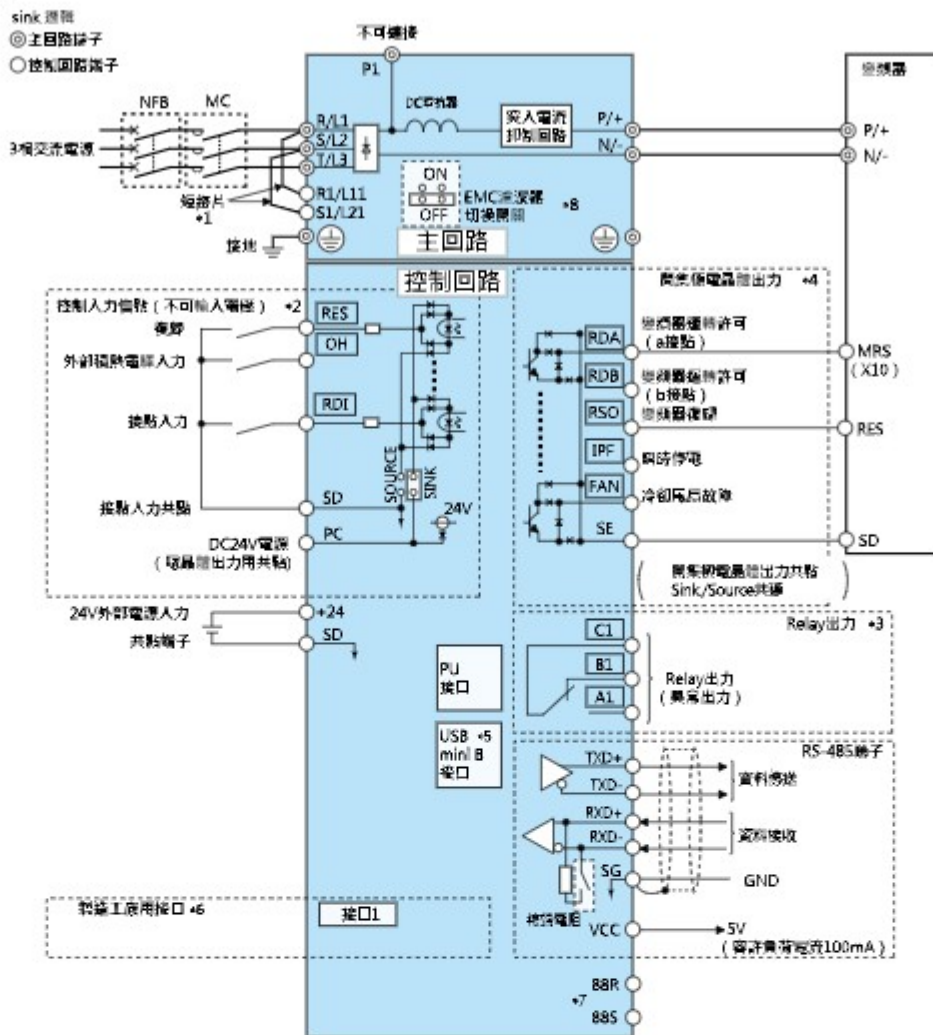 sink 邏輯
主回路端子
控制回路端子
不可連接
P1
變頻器
NFB
MC
DC電抗器
突入電流
抑制回路
R/L1
S/L2
T/L3
P/+
N/-
P/+
N/-
3相交流電源
R1/L11
S1/L21
短路片
*1
ON
OFF
EMC濾波器
切換開關
*8
接地
主回路
控制回路
控制入力信號(不可輸入電壓) *2
開集極電晶體出力 *4
復歸
RES
外部積熱電驛入力
OH
接點入力
RDI
SOURCE
SINK
接點入力共點
SD
24V
DC24V電源
(電晶體出力用共點)
PC
RDA
變頻器運轉許可
(a接點)
MRS
(X10)
RDB
變頻器運轉許可
(b接點)
RSO
變頻器復歸
RES
IPF
瞬時停電
FAN
冷卻風扇故障
SE
SD
開集極電晶體出力共點
Sink/Source共通
24V外部電源入力
+24
共點端子
SD
PU
接口
USB *5
mini B
接口
Relay出力 *3
C1
B1
A1
Relay出力
(異常出力)
RS-485端子
TXD+
TXD-
資料傳送
RXD+
RXD-
資料接收
SG
GND
終端電阻
VCC
5V
(容許負荷電流100mA)
製造工廠用接口 *6
接口1
*7
88R
88S